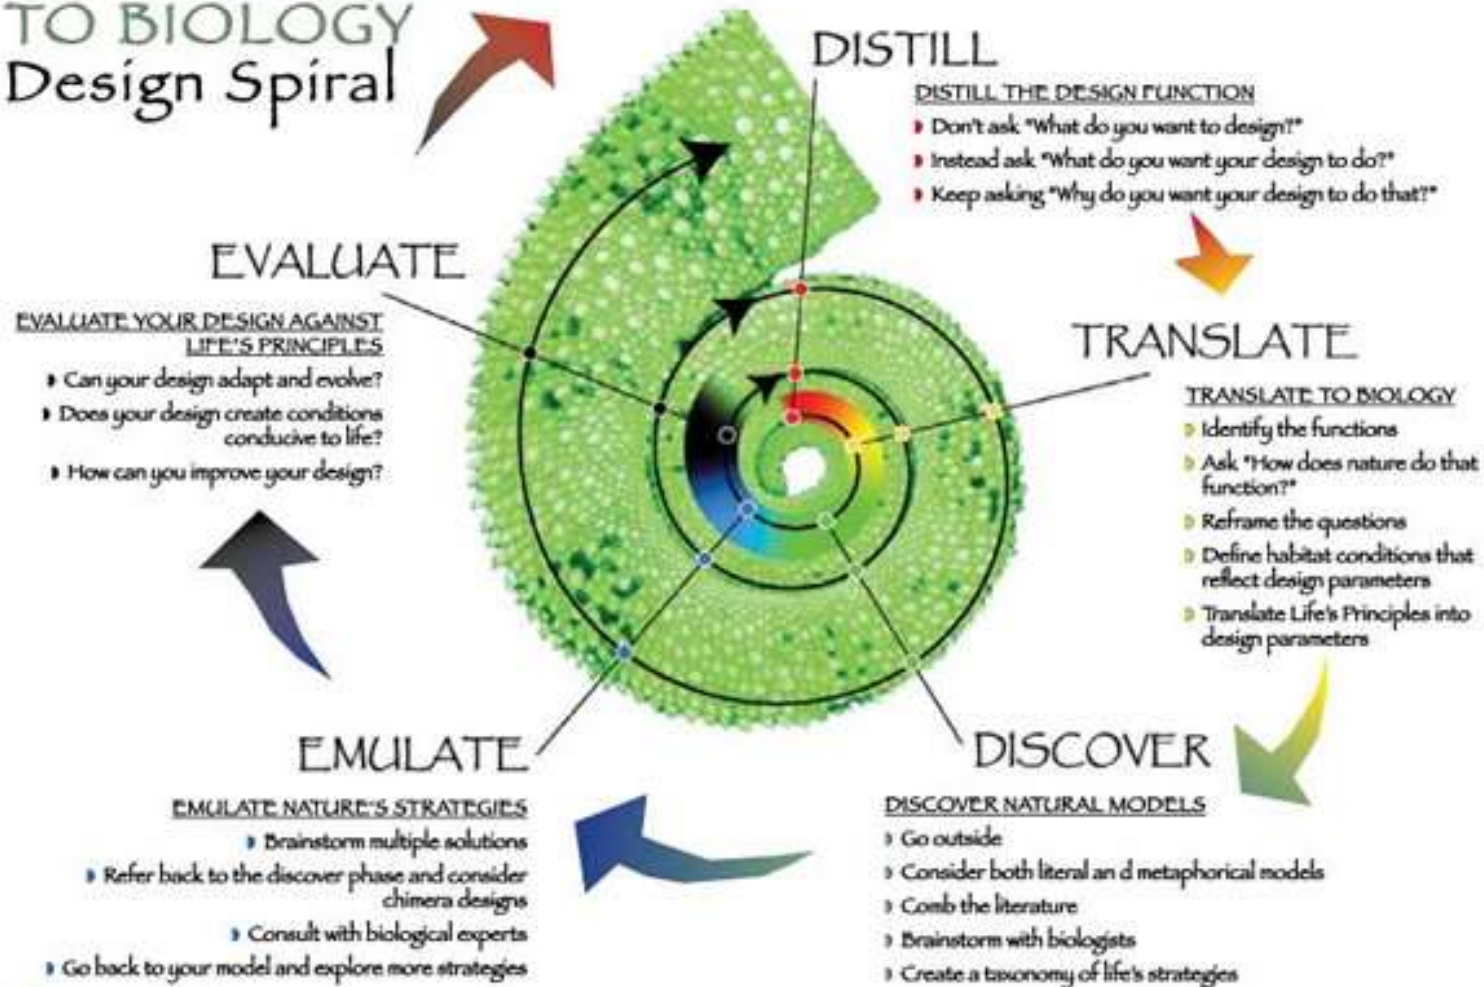 TO BIOLOGY
Design Spiral
DISTILL
DISTILL THE DESIGN FUNCTION
Don't ask "What do you want to design?"
Instead ask "What do you want your design to do?"
Keep asking "Why do you want your design to do that?"
TRANSLATE
TRANSLATE TO BIOLOGY
Identify the functions
Ask "How does nature do that
function?"
Reframe the questions
Define habitat conditions that
reflect design parameters
Translate Life's Principles into
design parameters
DISCOVER
DISCOVER NATURAL MODELS
Go outside
Consider both literal an d metaphorical models
Comb the literature
Brainstorm with biologists
Create a taxonomy of life's strategies
EMULATE
EMULATE NATURE'S STRATEGIES
Brainstorm multiple solutions
Refer back to the discover phase and consider
chimera designs
Consult with biological experts
Go back to your model and explore more strategies
EVALUATE
EVALUATE YOUR DESIGN AGAINST
LIFE'S PRINCIPLES
Can your design adapt and evolve?
Does your design create conditions
conducive to life?
How can you improve your design?